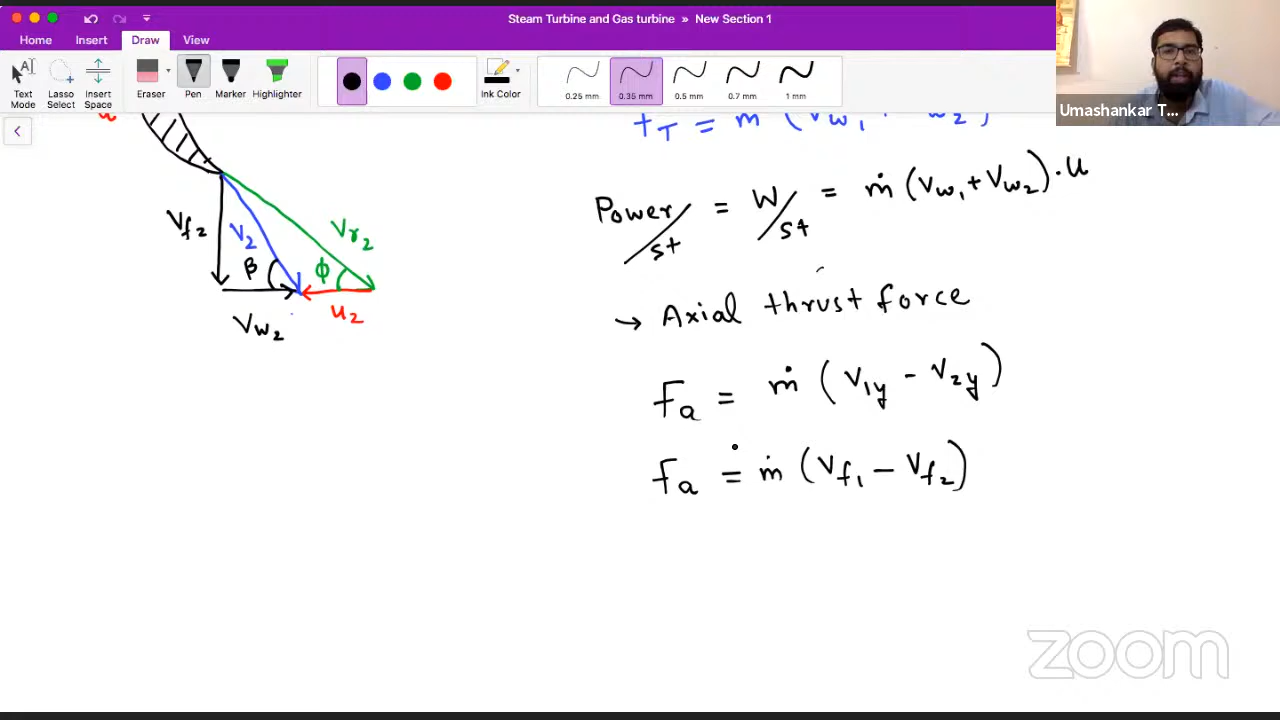 Steam Turbine and Gas turbine » New Section 1
Home Insert Draw View
Text Mode
Lasso Select
Insert Space
Eraser
Pen
Marker
Highlighter
Ink Color
0.25 mm
0.35 mm
0.5 mm
0.7 mm
1 mm
Umashankar T...
u
Vf2
V2
Vr2
β
ϕ
Vw2
u2
FT = ṁ (Vw1 + Vw2)
Power/st = W/st = ṁ (Vw1 + Vw2) · u
→ Axial thrust force
Fa = ṁ (V1y - V2y)
Fa = ṁ (Vf1 - Vf2)
zoom